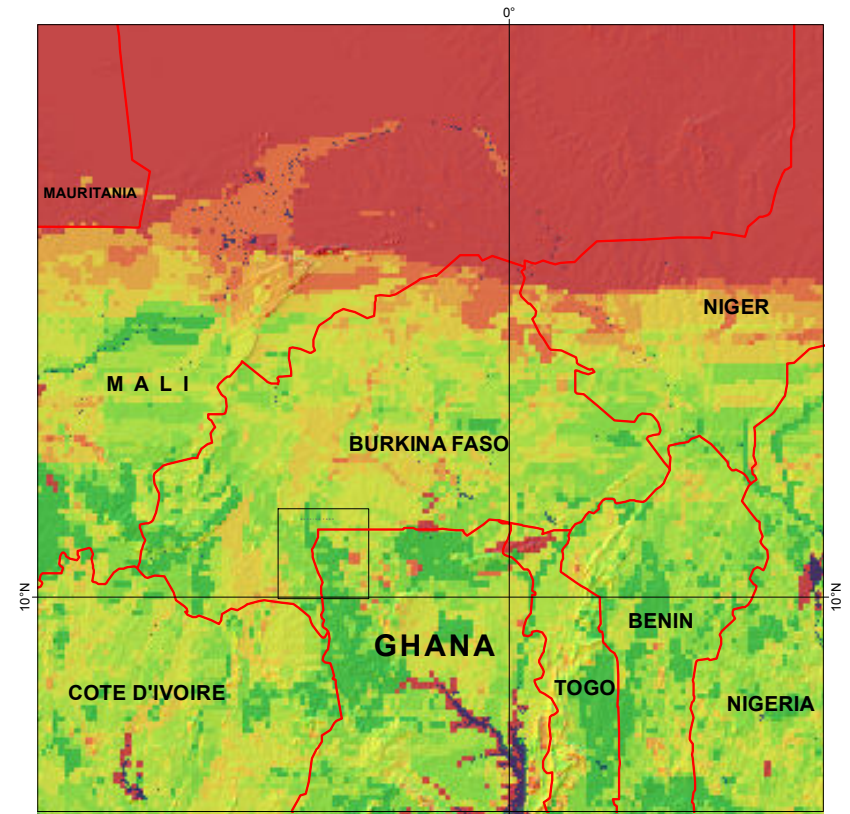 0°
MAURITANIA
NIGER
M A L I
BURKINA FASO
10°N
10°N
BENIN
GHANA
TOGO
COTE D'IVOIRE
NIGERIA